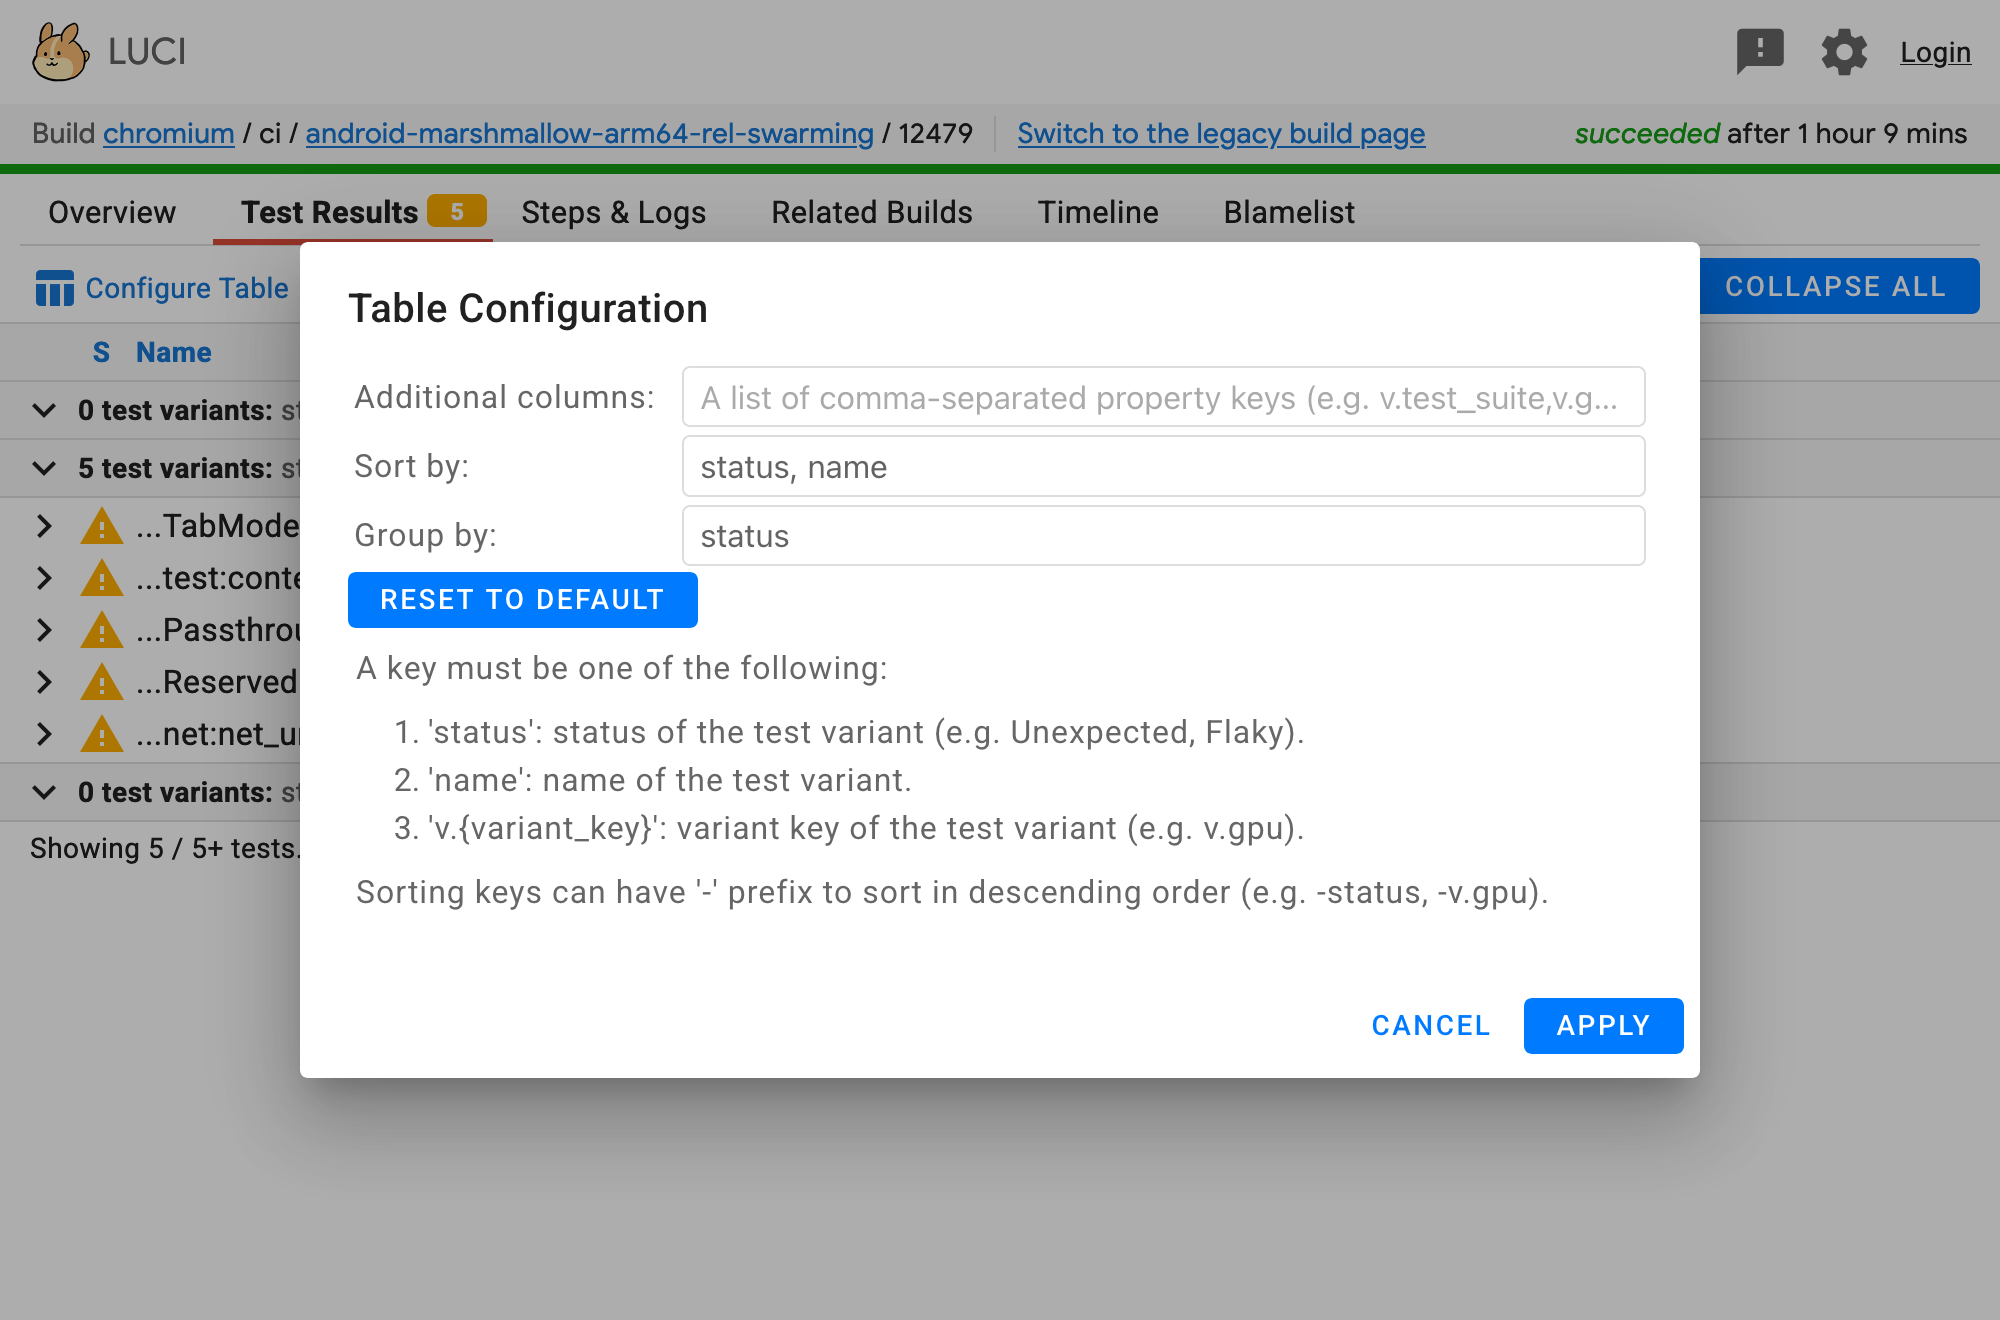 LUCI
Login
Build chromium / ci / android-marshmallow-arm64-rel-swarming / 12479
Switch to the legacy build page
succeeded after 1 hour 9 mins
Overview
Test Results 5
Steps & Logs
Related Builds
Timeline
Blamelist
Configure Table
COLLAPSE ALL
S Name
0 test variants:
5 test variants:
...TabMode
...test:conte
...Passthrou
...Reserved
...net:net_u
0 test variants:
Showing 5 / 5+ tests.
Table Configuration
Additional columns: A list of comma-separated property keys (e.g. v.test_suite,v.g...
Sort by: status, name
Group by: status
RESET TO DEFAULT
A key must be one of the following:
1. 'status': status of the test variant (e.g. Unexpected, Flaky).
2. 'name': name of the test variant.
3. 'v.{variant_key}': variant key of the test variant (e.g. v.gpu).
Sorting keys can have '-' prefix to sort in descending order (e.g. -status, -v.gpu).
CANCEL
APPLY